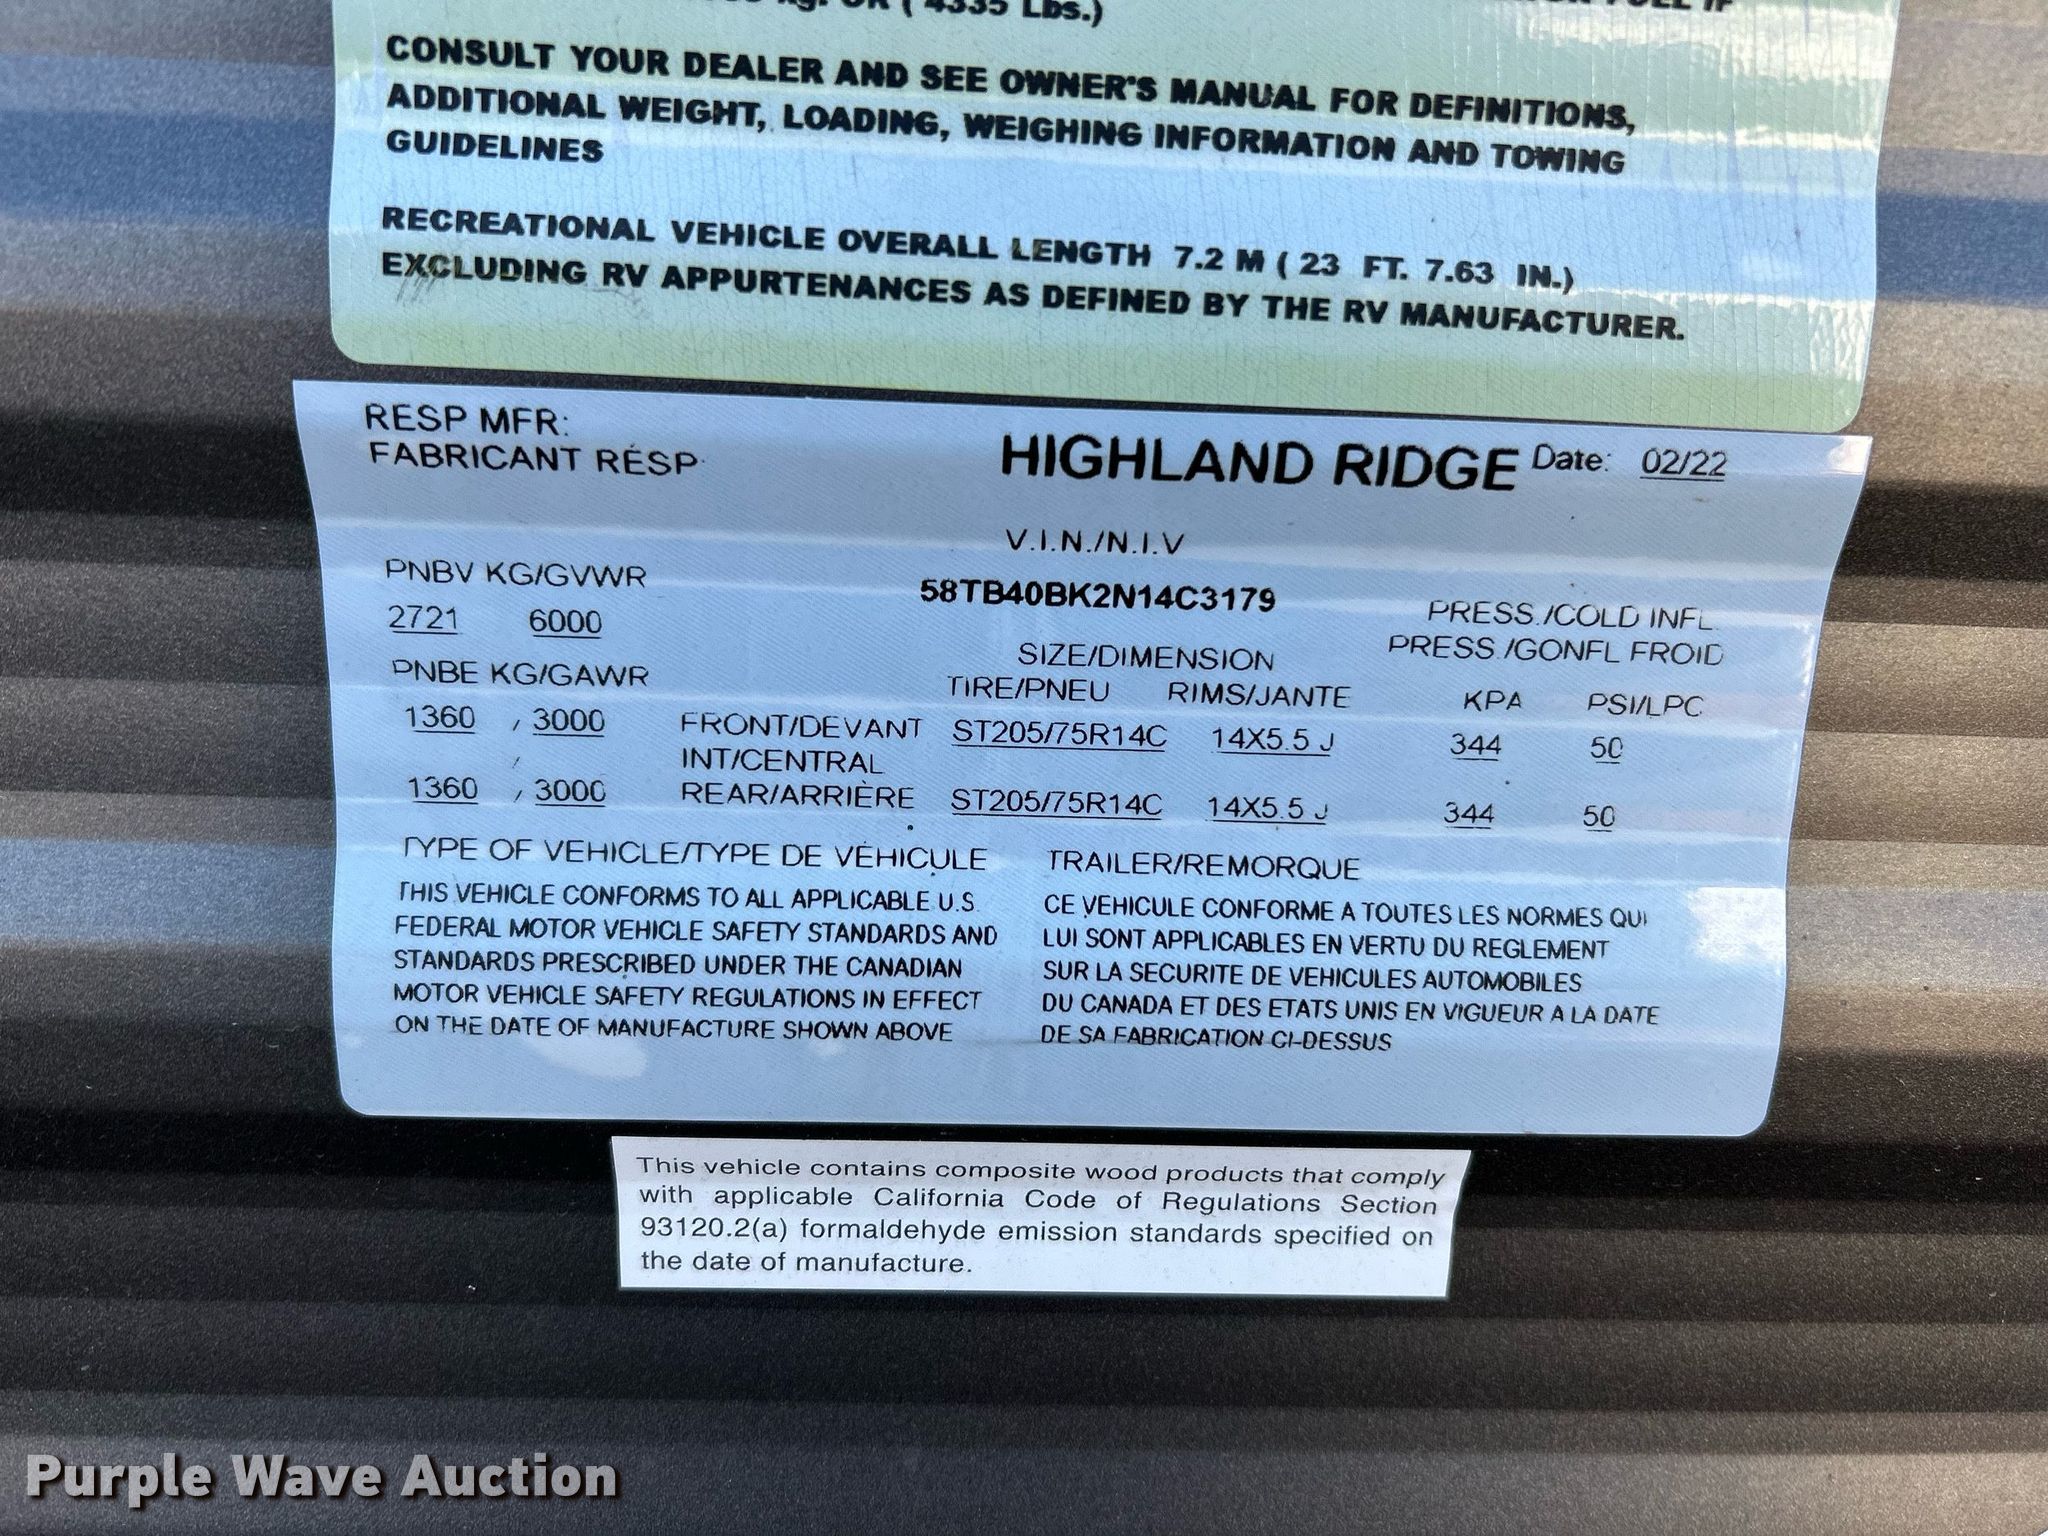 kg. OR ( 4335 Lbs.)
CONSULT YOUR DEALER AND SEE OWNER'S MANUAL FOR DEFINITIONS,
ADDITIONAL WEIGHT, LOADING, WEIGHING INFORMATION AND TOWING
GUIDELINES
RECREATIONAL VEHICLE OVERALL LENGTH 7.2 M ( 23 FT. 7.63 IN.)
EXCLUDING RV APPURTENANCES AS DEFINED BY THE RV MANUFACTURER.
RESP MFR:
FABRICANT RÉSP
HIGHLAND RIDGE Date: 02/22
V.I.N./N.I.V
PNBV KG/GVWR
58TB40BK2N14C3179
2721 6000
PRESS./COLD INFL.
PRESS./GONFL FROID
SIZE/DIMENSION
PNBE KG/GAWR
TIRE/PNEU RIMS/JANTE KPA PSI/LPC
1360 / 3000 FRONT/DEVANT ST205/75R14C 14X5.5 J 344 50
/ INT/CENTRAL
1360 / 3000 REAR/ARRIÈRE ST205/75R14C 14X5.5 J 344 50
TYPE OF VEHICLE/TYPE DE VÉHICULE TRAILER/REMORQUE
THIS VEHICLE CONFORMS TO ALL APPLICABLE U.S.
FEDERAL MOTOR VEHICLE SAFETY STANDARDS AND
STANDARDS PRESCRIBED UNDER THE CANADIAN
MOTOR VEHICLE SAFETY REGULATIONS IN EFFECT
ON THE DATE OF MANUFACTURE SHOWN ABOVE
CE VEHICULE CONFORME A TOUTES LES NORMES QUI
LUI SONT APPLICABLES EN VERTU DU REGLEMENT
SUR LA SECURITE DE VEHICULES AUTOMOBILES
DU CANADA ET DES ETATS UNIS EN VIGUEUR A LA DATE
DE SA FABRICATION CI-DESSUS
This vehicle contains composite wood products that comply
with applicable California Code of Regulations Section
93120.2(a) formaldehyde emission standards specified on
the date of manufacture.
Purple Wave Auction